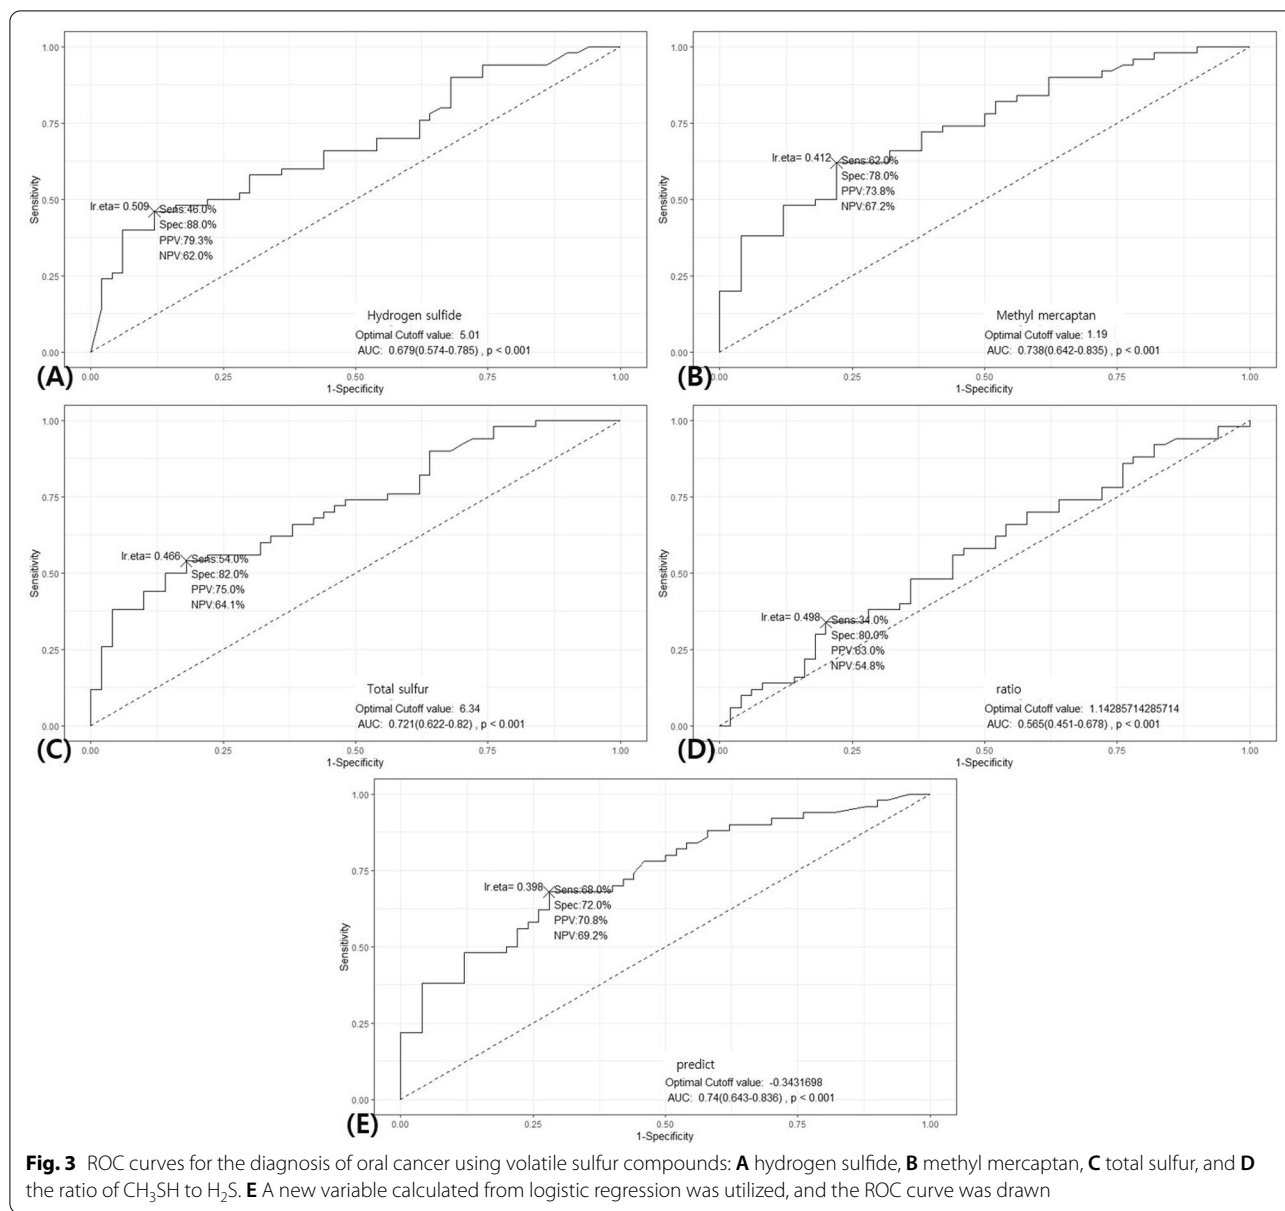 1.00
0.75
0.50
0.25
0.00
Sensitivity
lr.eta= 0.509
Sens:46.0%
Spec:88.0%
PPV:79.3%
NPV:62.0%
Hydrogen sulfide
Optimal Cutoff value: 5.01
AUC: 0.679(0.574-0.785) , p < 0.001
(A)
0.00 0.25 0.50 0.75 1.00
1-Specificity
1.00
0.75
0.50
0.25
0.00
Sensitivity
lr.eta= 0.412
Sens:62.0%
Spec:78.0%
PPV:73.8%
NPV:67.2%
Methyl mercaptan
Optimal Cutoff value: 1.19
AUC: 0.738(0.642-0.835) , p < 0.001
(B)
0.00 0.25 0.50 0.75 1.00
1-Specificity
1.00
0.75
0.50
0.25
0.00
Sensitivity
lr.eta= 0.466
Sens:54.0%
Spec:82.0%
PPV:75.0%
NPV:64.1%
Total sulfur
Optimal Cutoff value: 6.34
AUC: 0.721(0.622-0.82) , p < 0.001
(C)
0.00 0.25 0.50 0.75 1.00
1-Specificity
1.00
0.75
0.50
0.25
0.00
Sensitivity
lr.eta= 0.498
Sens:34.0%
Spec:80.0%
PPV:63.0%
NPV:54.8%
ratio
Optimal Cutoff value: 1.14285714285714
AUC: 0.565(0.451-0.678) , p < 0.001
(D)
0.00 0.25 0.50 0.75 1.00
1-Specificity
1.00
0.75
0.50
0.25
0.00
Sensitivity
lr.eta= 0.398
Sens:68.0%
Spec:72.0%
PPV:70.8%
NPV:69.2%
predict
Optimal Cutoff value: -0.3431698
AUC: 0.74(0.643-0.836) , p < 0.001
(E)
0.00 0.25 0.50 0.75 1.00
1-Specificity
Fig. 3 ROC curves for the diagnosis of oral cancer using volatile sulfur compounds: A hydrogen sulfide, B methyl mercaptan, C total sulfur, and D
the ratio of CH₃SH to H₂S. E A new variable calculated from logistic regression was utilized, and the ROC curve was drawn